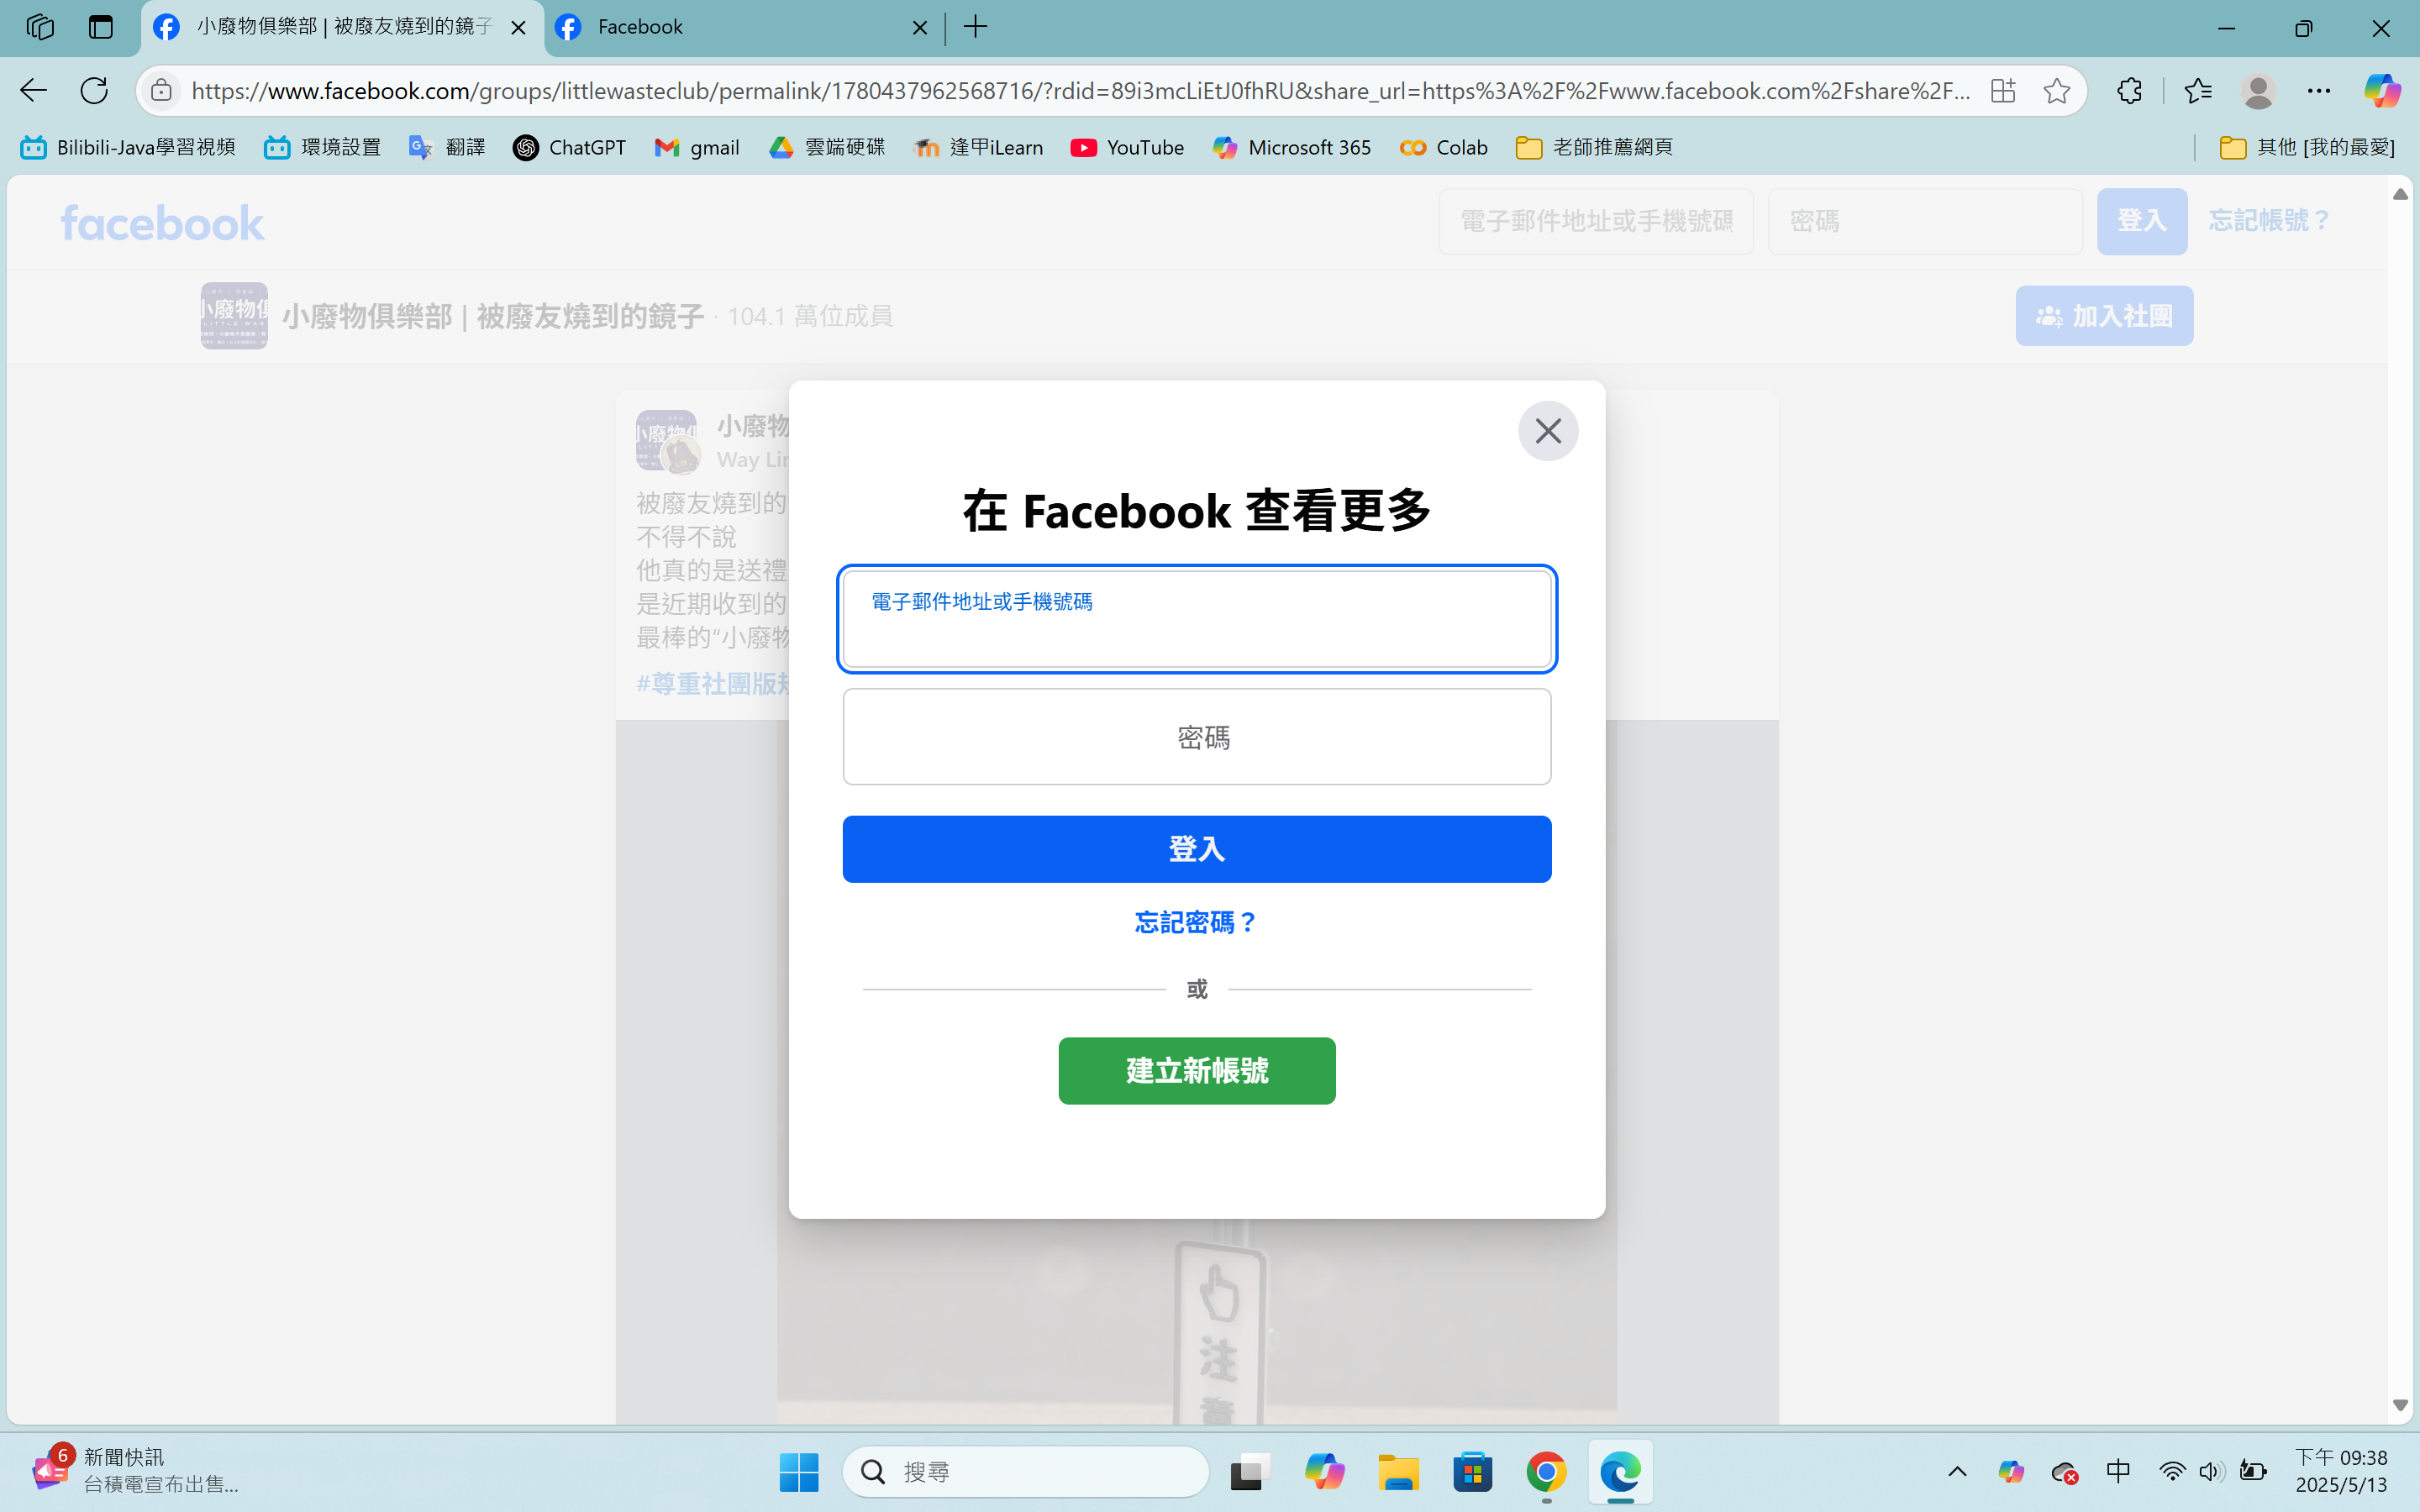 小廢物俱樂部 | 被廢友燒到的鏡子
Facebook
https://www.facebook.com/groups/littlewasteclub/permalink/1780437962568716/?rdid=89i3mcLiEtJ0fhRU&share_url=https%3A%2F%2Fwww.facebook.com%2Fshare%2F...
Bilibili-Java學習視頻 環境設置 翻譯 ChatGPT gmail 雲端硬碟 逢甲iLearn YouTube Microsoft 365 Colab 老師推薦網頁 其他 [我的最愛]
facebook 電子郵件地址或手機號碼 密碼 登入 忘記帳號？
小廢物俱樂部 | 被廢友燒到的鏡子 · 104.1 萬位成員 加入社團
小廢物
Way Lin
被廢友燒到的
不得不說
他真的是送禮
是近期收到的
最棒的“小廢物
#尊重社團版規
在 Facebook 查看更多
電子郵件地址或手機號碼
密碼
登入
忘記密碼？
或
建立新帳號
注
意
6
新聞快訊
台積電宣布出售...
搜尋
中
下午 09:38
2025/5/13